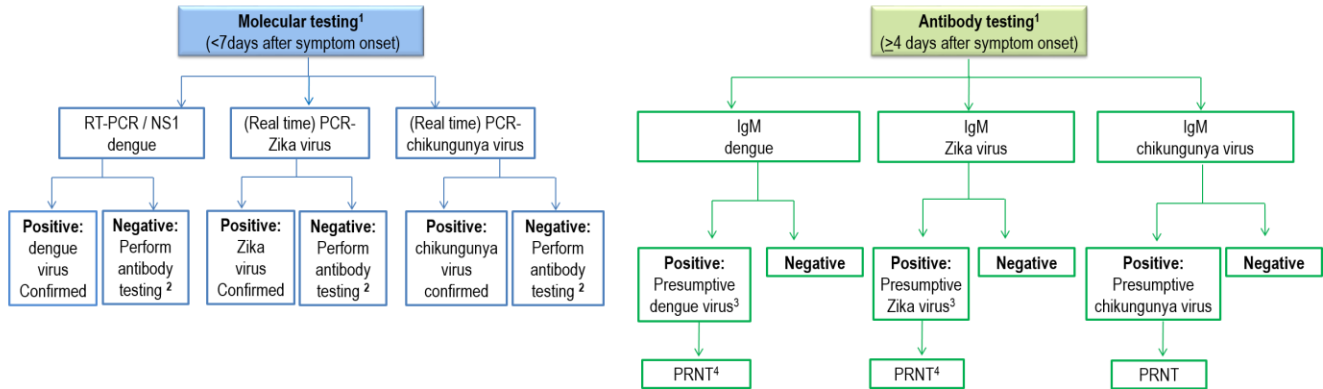 Molecular testing¹
(<7days after symptom onset)
RT-PCR / NS1
dengue
(Real time) PCR-
Zika virus
(Real time) PCR-
chikungunya virus
Positive:
dengue
virus
Confirmed
Negative:
Perform
antibody
testing ²
Positive:
Zika
virus
Confirmed
Negative:
Perform
antibody
testing ²
Positive:
chikungunya
virus
confirmed
Negative:
Perform
antibody
testing ²
Antibody testing¹
(≥4 days after symptom onset)
IgM
dengue
IgM
Zika virus
IgM
chikungunya virus
Positive:
Presumptive
dengue virus³
Negative
Positive:
Presumptive
Zika virus³
Negative
Positive:
Presumptive
chikungunya virus
Negative
PRNT⁴
PRNT⁴
PRNT